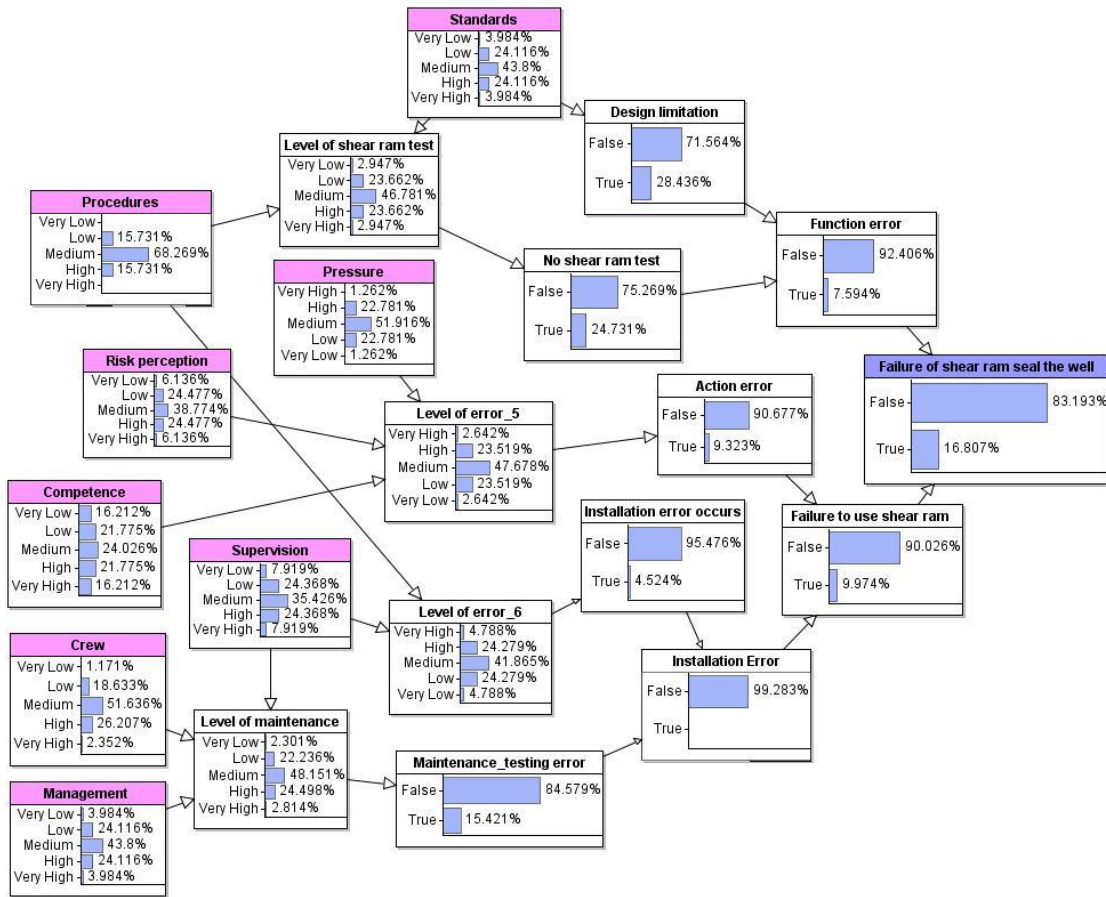 Standards
Very Low 3.984%
Low 24.116%
Medium 43.8%
High 24.116%
Very High 3.984%
Design limitation
False 71.564%
True 28.436%
Level of shear ram test
Very Low 2.947%
Low 23.662%
Medium 46.781%
High 23.662%
Very High 2.947%
Procedures
Very Low
Low 15.731%
Medium 68.269%
High 15.731%
Very High
Function error
False 92.406%
True 7.594%
No shear ram test
False 75.269%
True 24.731%
Pressure
Very High 1.262%
High 22.781%
Medium 51.916%
Low 22.781%
Very Low 1.262%
Risk perception
Very Low 6.136%
Low 24.477%
Medium 38.774%
High 24.477%
Very High 6.136%
Failure of shear ram seal the well
False 83.193%
True 16.807%
Action error
False 90.677%
True 9.323%
Level of error_5
Very High 2.642%
High 23.519%
Medium 47.678%
Low 23.519%
Very Low 2.642%
Competence
Very Low 16.212%
Low 21.775%
Medium 24.026%
High 21.775%
Very High 16.212%
Installation error occurs
False 95.476%
True 4.524%
Failure to use shear ram
False 90.026%
True 9.974%
Supervision
Very Low 7.919%
Low 24.368%
Medium 35.426%
High 24.368%
Very High 7.919%
Level of error_6
Very High 4.788%
High 24.279%
Medium 41.865%
Low 24.279%
Very Low 4.788%
Crew
Very Low 1.171%
Low 18.633%
Medium 51.636%
High 26.207%
Very High 2.352%
Installation Error
False 99.283%
True
Level of maintenance
Very Low 2.301%
Low 22.236%
Medium 48.151%
High 24.498%
Very High 2.814%
Maintenance_testing error
False 84.579%
True 15.421%
Management
Very Low 3.984%
Low 24.116%
Medium 43.8%
High 24.116%
Very High 3.984%